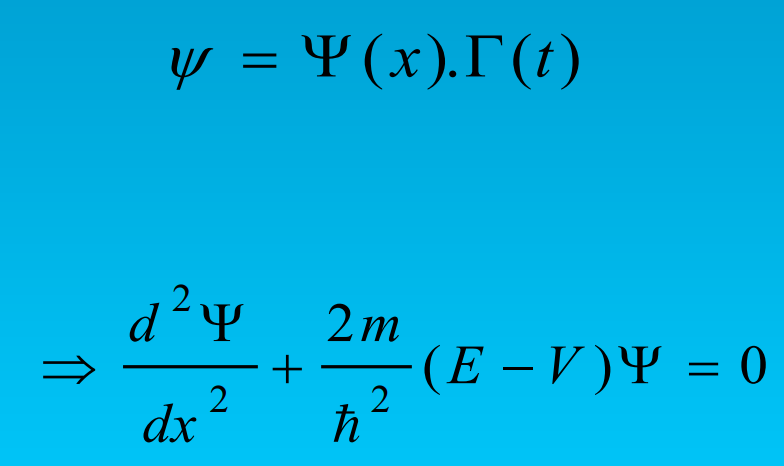 ψ = Ψ(x).Γ(t)
⇒ d²Ψ/dx² + 2m/ħ² (E − V)Ψ = 0